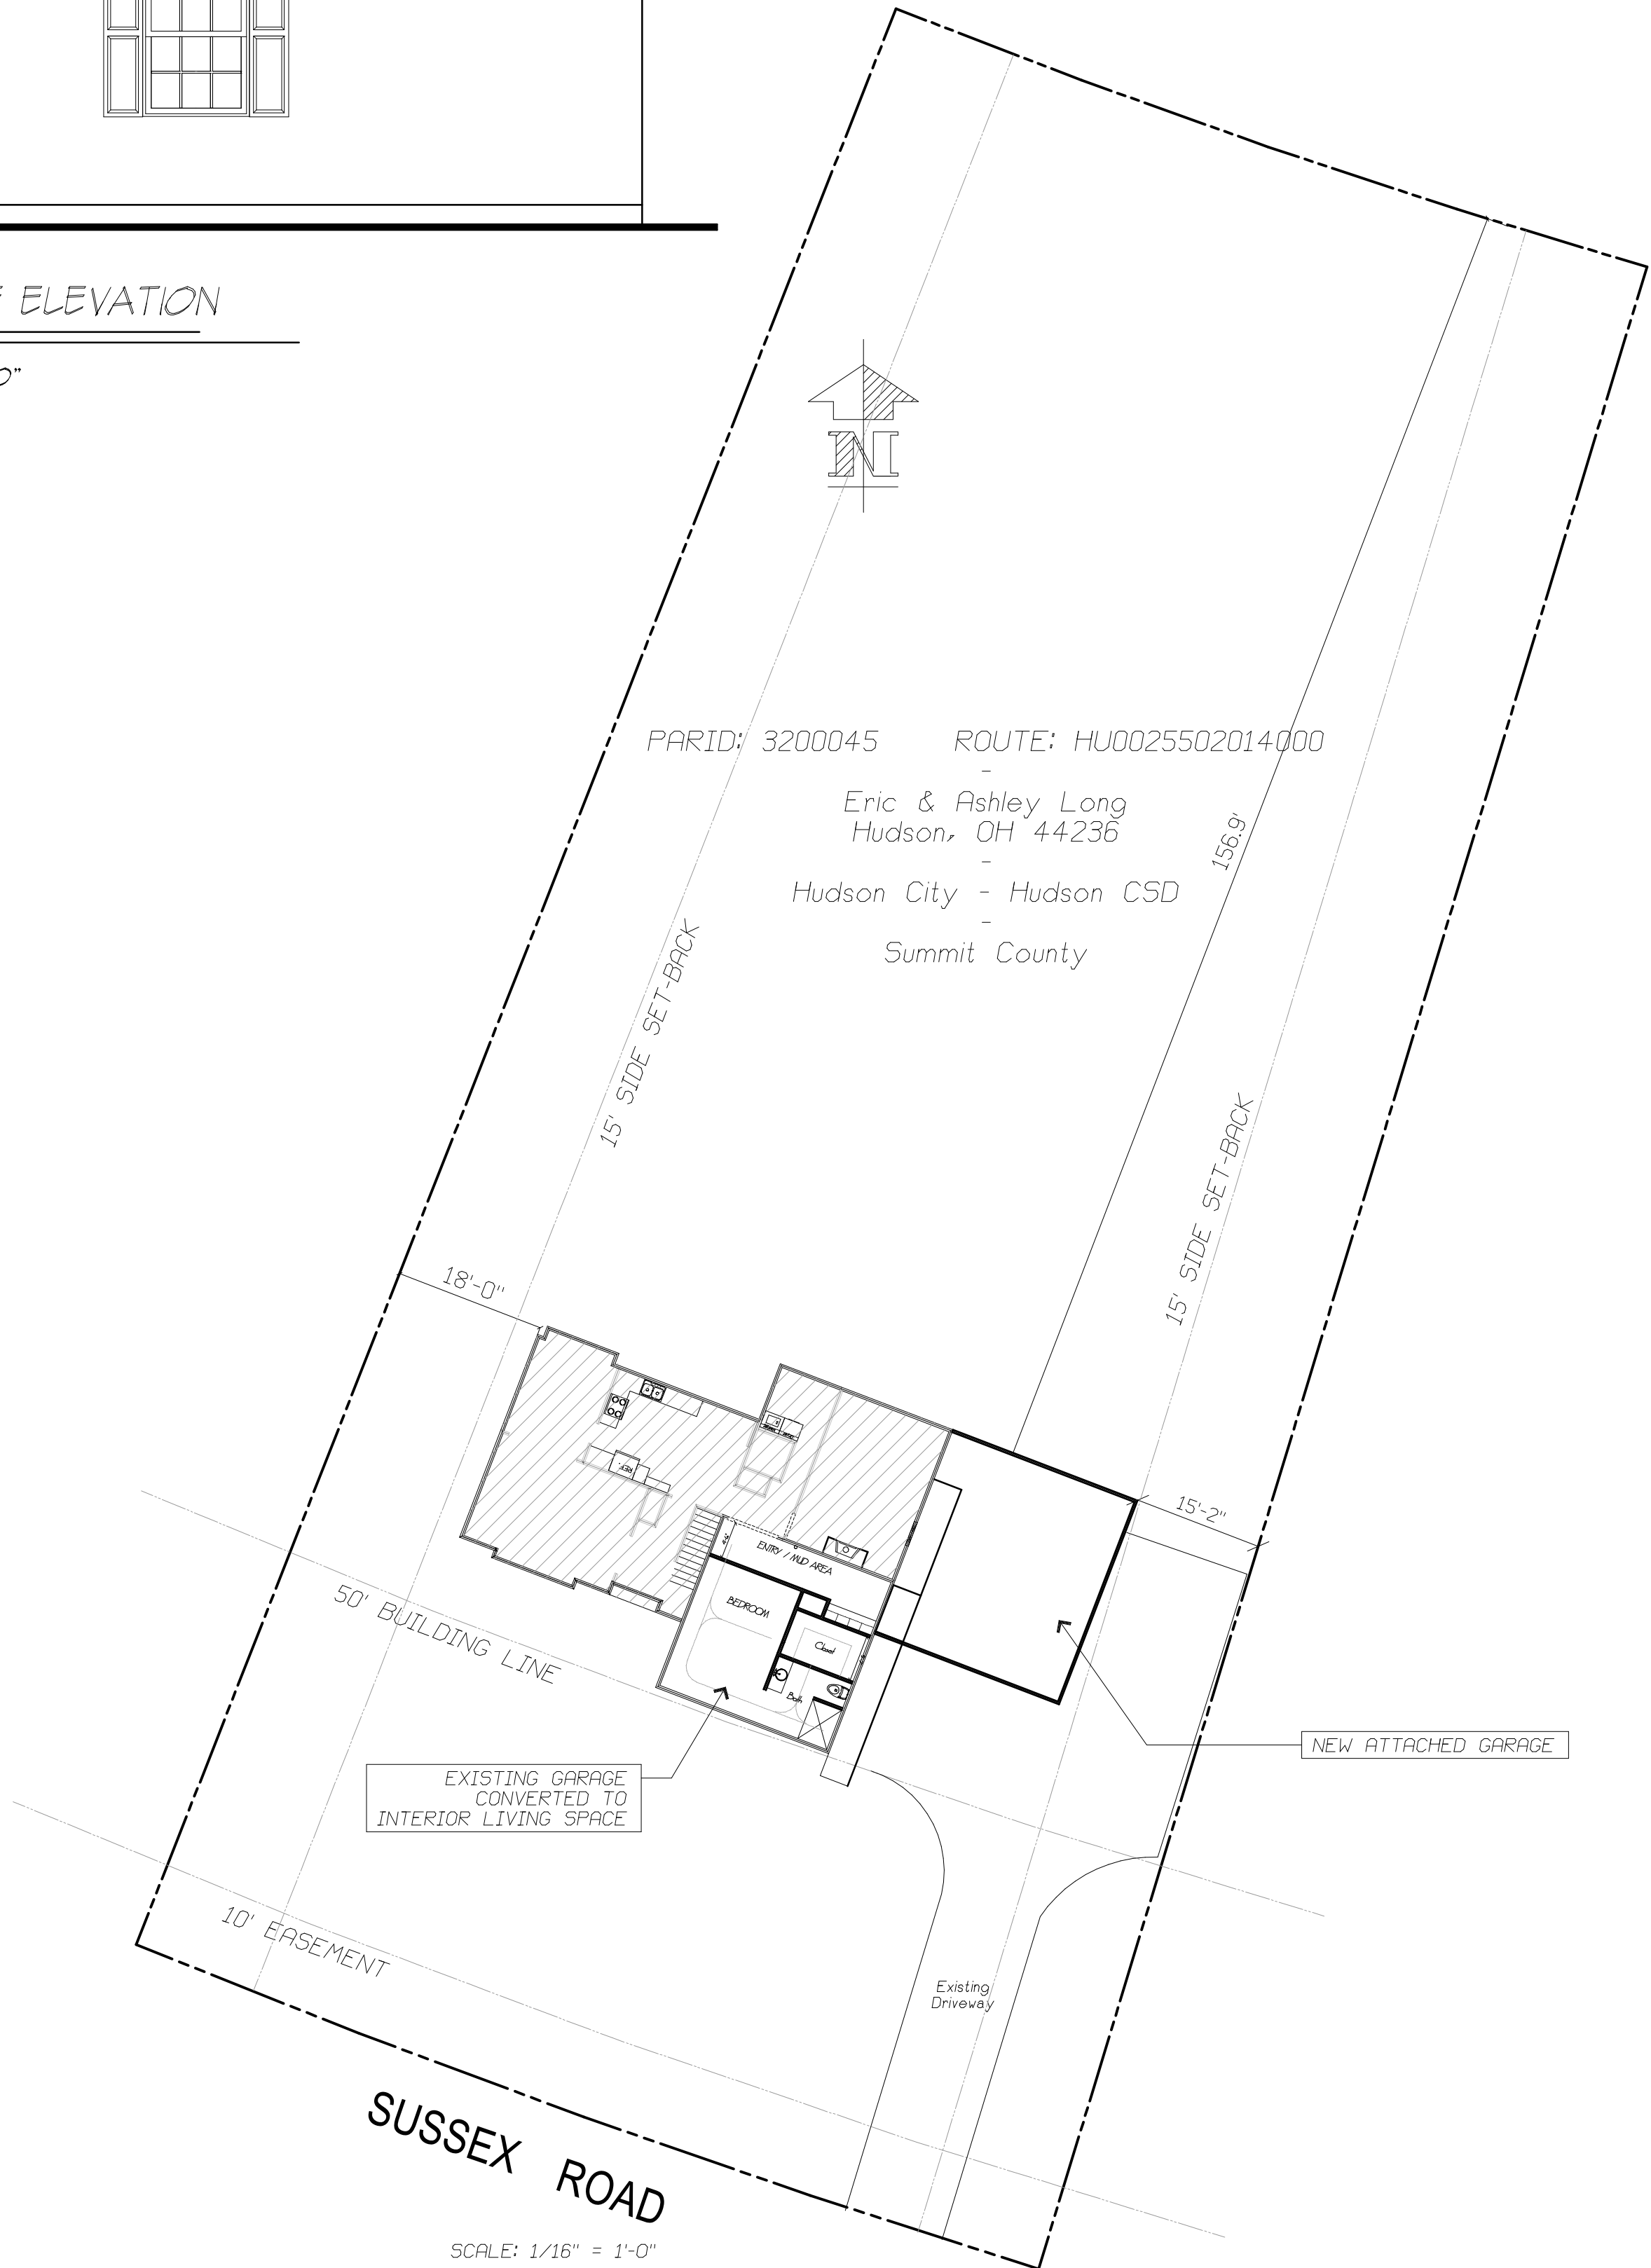 ELEVATION
N
PARID: 3200045 ROUTE: HU0025502014000
-
Eric & Ashley Long
Hudson, OH 44236
-
Hudson City - Hudson CSD
-
Summit County
156.9'
15' SIDE SET-BACK
15' SIDE SET-BACK
18'-0"
15'-2"
REF.
ENTRY / MUD AREA
BEDROOM
Closet
Bath
50' BUILDING LINE
NEW ATTACHED GARAGE
EXISTING GARAGE
CONVERTED TO
INTERIOR LIVING SPACE
10' EASEMENT
Existing
Driveway
SUSSEX ROAD
SCALE: 1/16" = 1'-0"